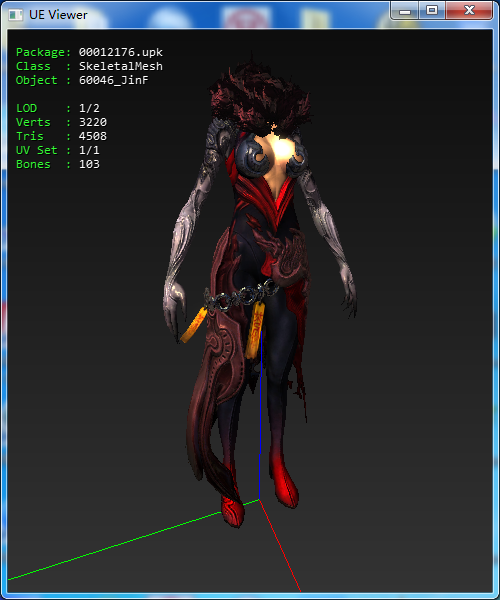 UE Viewer
Package: 00012176.upk
Class : SkeletalMesh
Object : 60046_JinF
LOD : 1/2
Verts : 3220
Tris : 4508
UV Set : 1/1
Bones : 103